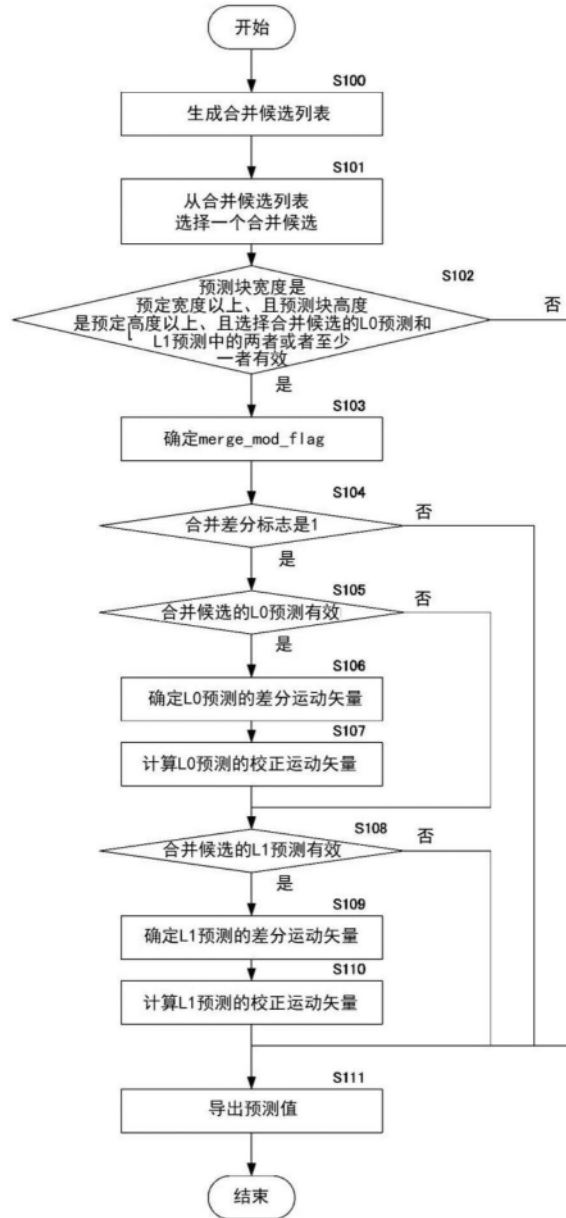 开始
S100
生成合并候选列表
S101
从合并候选列表
选择一个合并候选
S102
预测块宽度是
预定宽度以上、且预测块高度
是预定高度以上、且选择合并候选的L0预测和
L1预测中的两者或者至少
一者有效
否
是
S103
确定merge_mod_flag
S104
合并差分标志是1
否
是
S105
合并候选的L0预测有效
否
是
S106
确定L0预测的差分运动矢量
S107
计算L0预测的校正运动矢量
S108
合并候选的L1预测有效
否
是
S109
确定L1预测的差分运动矢量
S110
计算L1预测的校正运动矢量
S111
导出预测值
结束